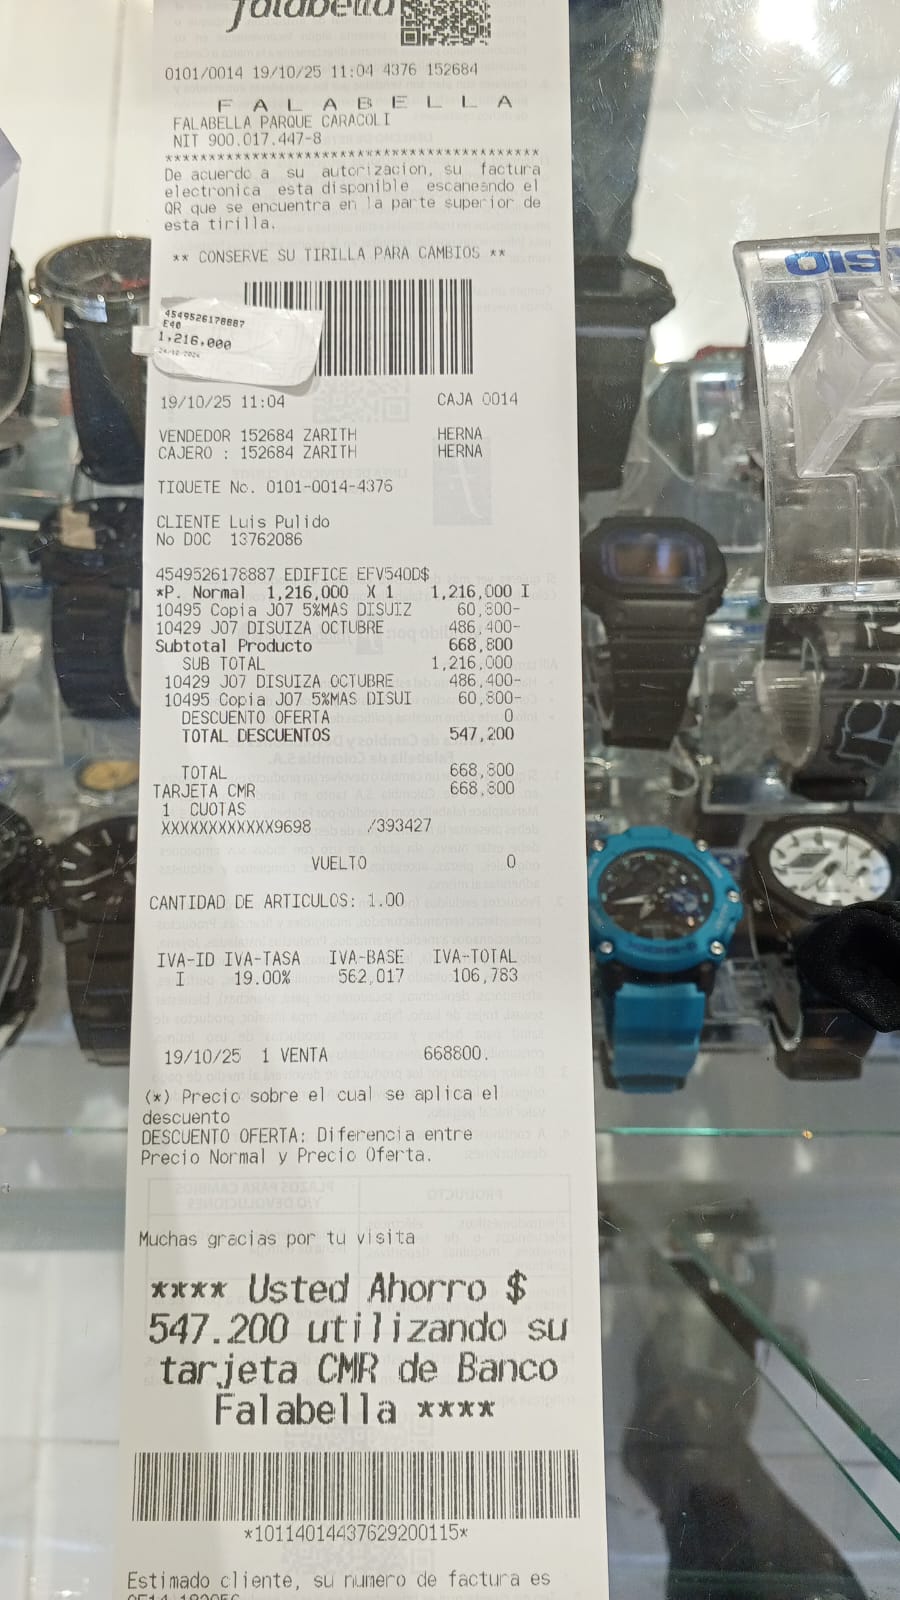 falabella
0101/0014 19/10/25 11:04 4376 152684
F A L A B E L L A
FALABELLA PARQUE CARACOLI
NIT 900.017.447-8
*****************************************
De acuerdo a su autorizacion, su factura
electronica esta disponible escaneando el
QR que se encuentra en la parte superior de
esta tirilla.
** CONSERVE SU TIRILLA PARA CAMBIOS **
4549526178887
E40
1,216,000
19/10/25 11:04 CAJA 0014
VENDEDOR 152684 ZARITH HERNA
CAJERO : 152684 ZARITH HERNA
TIQUETE No. 0101-0014-4376
CLIENTE Luis Pulido
No DOC 13762086
4549526178887 EDIFICE EFV540D$
*P. Normal 1,216,000 X 1 1,216,000 I
10495 Copia J07 5%MAS DISUIZ 60,800-
10429 J07 DISUIZA OCTUBRE 486,400-
Subtotal Producto 668,800
SUB TOTAL 1,216,000
10429 J07 DISUIZA OCTUBRE 486,400-
10495 Copia J07 5%MAS DISUI 60,800-
DESCUENTO OFERTA 0
TOTAL DESCUENTOS 547,200
TOTAL 668,800
TARJETA CMR 668,800
1 CUOTAS
XXXXXXXXXXXX9698 /393427
VUELTO 0
CANTIDAD DE ARTICULOS: 1.00
IVA-ID IVA-TASA IVA-BASE IVA-TOTAL
I 19.00% 562,017 106,783
19/10/25 1 VENTA 668800.
(*) Precio sobre el cual se aplica el
descuento
DESCUENTO OFERTA: Diferencia entre
Precio Normal y Precio Oferta.
Muchas gracias por tu visita
**** Usted Ahorro $
547.200 utilizando su
tarjeta CMR de Banco
Falabella ****
*10114014437629200115*
Estimado cliente, su numero de factura es